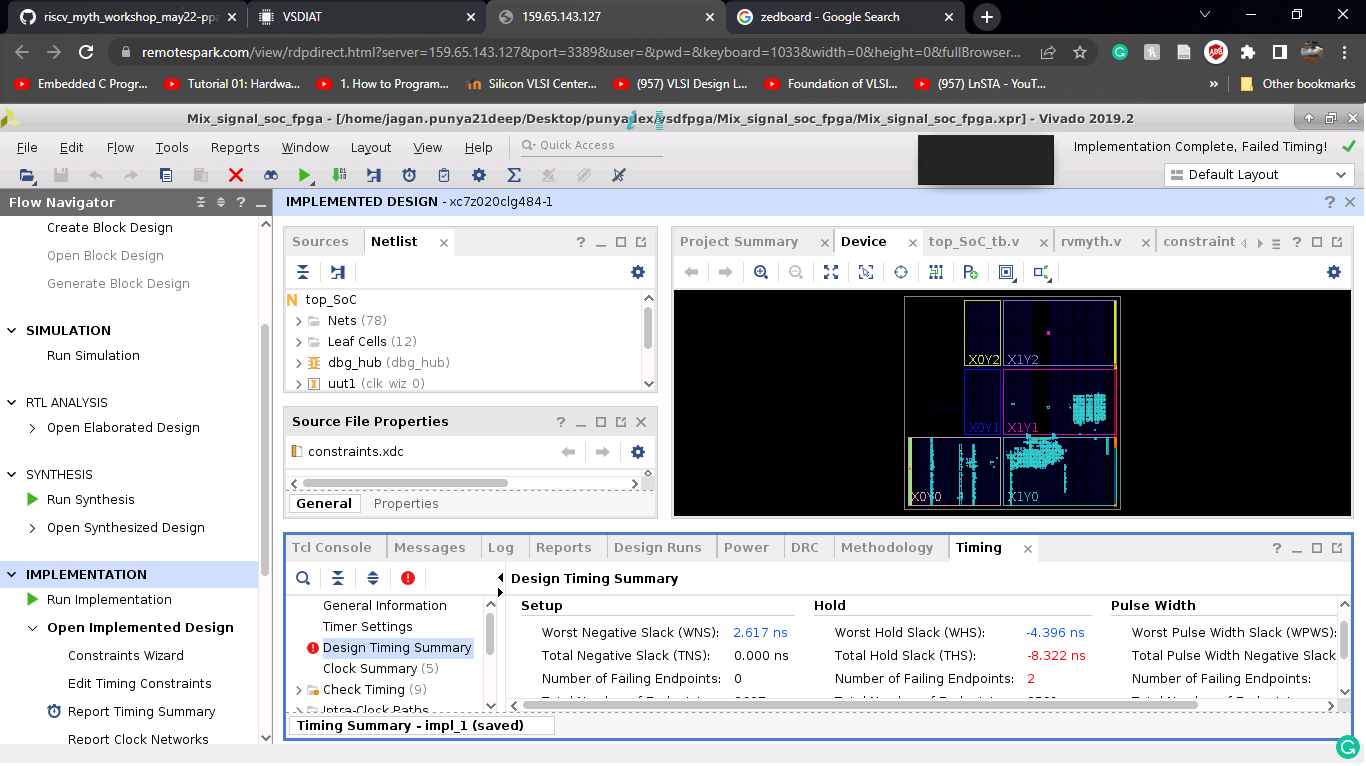 riscv_myth_workshop_may22-ppa
VSDIAT
159.65.143.127
zedboard - Google Search
remotespark.com/view/rdpdirect.html?server=159.65.143.127&port=3389&user=&pwd=&keyboard=1033&width=0&height=0&fullBrowser...
Embedded C Progr...
Tutorial 01: Hardwa...
1. How to Program...
Silicon VLSI Center...
(957) VLSI Design L...
Foundation of VLSI...
(957) LnSTA - YouT...
»
Other bookmarks
Mix_signal_soc_fpga - [/home/jagan.punya21deep/Desktop/punyadex/vsdfpga/Mix_signal_soc_fpga/Mix_signal_soc_fpga.xpr] - Vivado 2019.2
File Edit Flow Tools Reports Window Layout View Help Quick Access
Implementation Complete, Failed Timing!
Default Layout
Flow Navigator
IMPLEMENTED DESIGN - xc7z020clg484-1
Create Block Design
Open Block Design
Generate Block Design
SIMULATION
Run Simulation
RTL ANALYSIS
Open Elaborated Design
SYNTHESIS
Run Synthesis
Open Synthesized Design
IMPLEMENTATION
Run Implementation
Open Implemented Design
Constraints Wizard
Edit Timing Constraints
Report Timing Summary
Report Clock Networks
Sources Netlist
top_SoC
Nets (78)
Leaf Cells (12)
dbg_hub (dbg_hub)
uut1 (clk_wiz_0)
Source File Properties
constraints.xdc
General Properties
Project Summary Device top_SoC_tb.v rvmyth.v constraint
X0Y2 X1Y2
X0Y1 X1Y1
X0Y0 X1Y0
Tcl Console Messages Log Reports Design Runs Power DRC Methodology Timing
General Information
Timer Settings
Design Timing Summary
Clock Summary (5)
Check Timing (9)
Intra-Clock Paths
Design Timing Summary
Setup Hold Pulse Width
Worst Negative Slack (WNS): 2.617 ns Worst Hold Slack (WHS): -4.396 ns Worst Pulse Width Slack (WPWS):
Total Negative Slack (TNS): 0.000 ns Total Hold Slack (THS): -8.322 ns Total Pulse Width Negative Slack
Number of Failing Endpoints: 0 Number of Failing Endpoints: 2 Number of Failing Endpoints:
Timing Summary - impl_1 (saved)